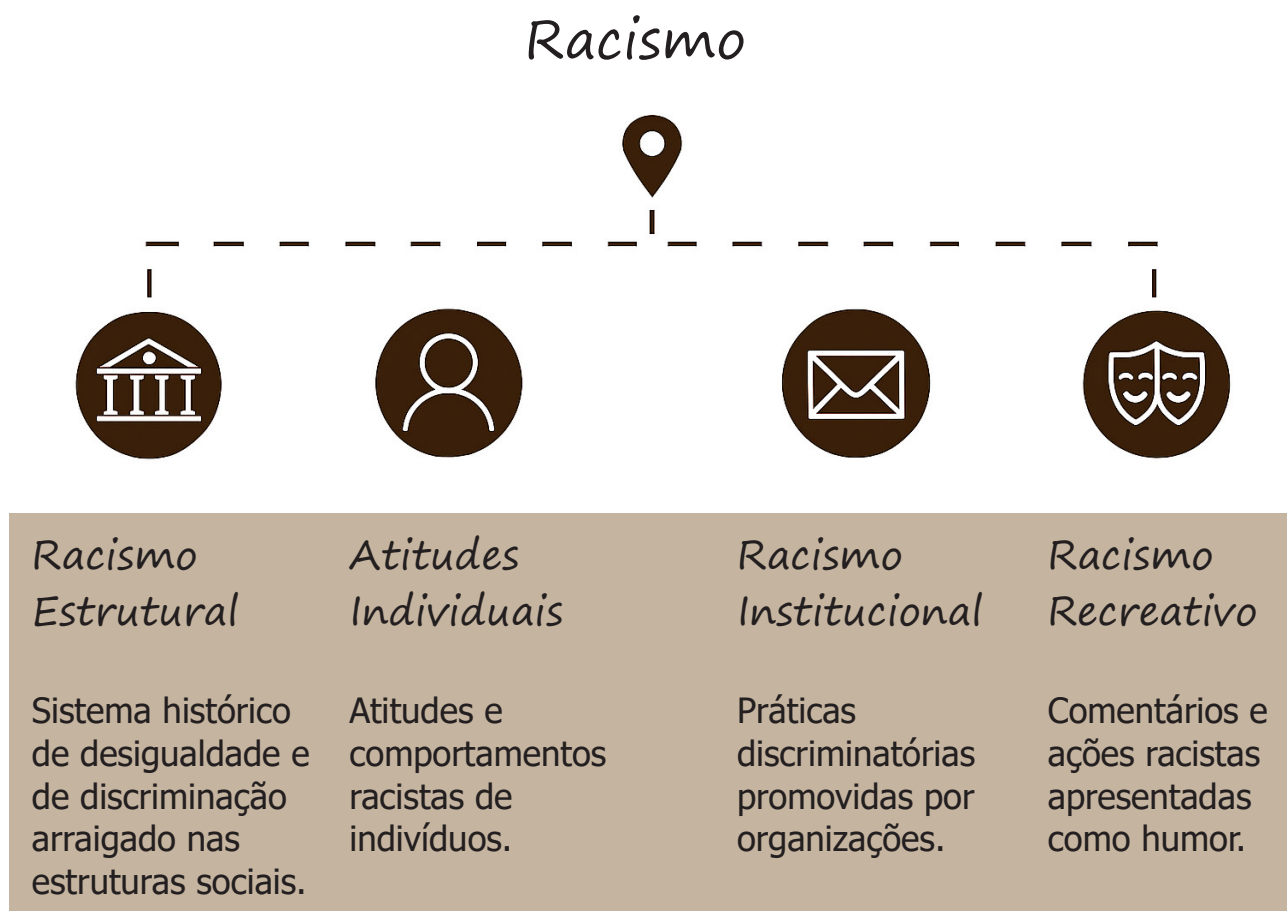 Racismo
Racismo
Estrutural
Sistema histórico
de desigualdade e
de discriminação
arraigado nas
estruturas sociais.
Atitudes
Individuais
Atitudes e
comportamentos
racistas de
indivíduos.
Racismo
Institucional
Práticas
discriminatórias
promovidas por
organizações.
Racismo
Recreativo
Comentários e
ações racistas
apresentadas
como humor.